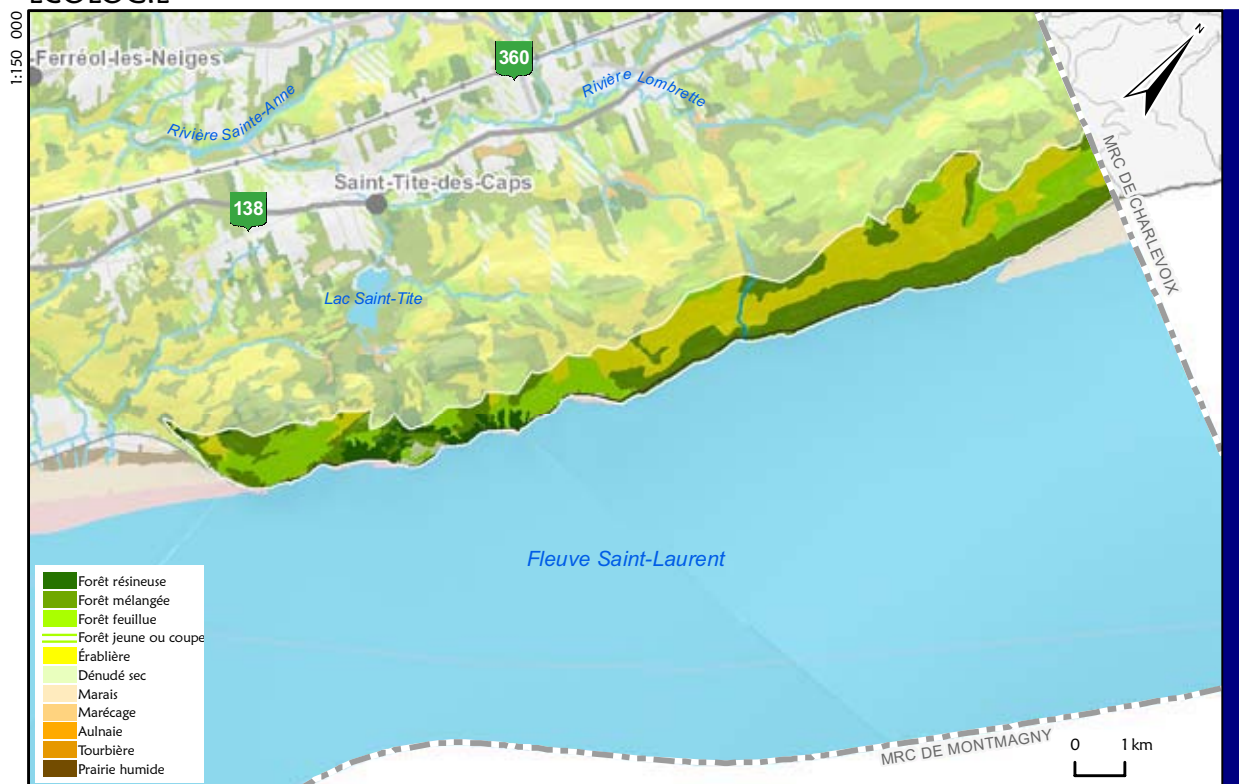 ÉCOLOGIE
1:150 000
Ferréol-les-Neiges
360
N
Rivière Lombrette
Rivière Sainte-Anne
Saint-Tite-des-Caps
138
MRC DE CHARLEVOIX
Lac Saint-Tite
Fleuve Saint-Laurent
Forêt résineuse
Forêt mélangée
Forêt feuillue
Forêt jeune ou coupe
Érablière
Dénudé sec
Marais
Marécage
Aulnaie
Tourbière
Prairie humide
MRC DE MONTMAGNY
0 1 km